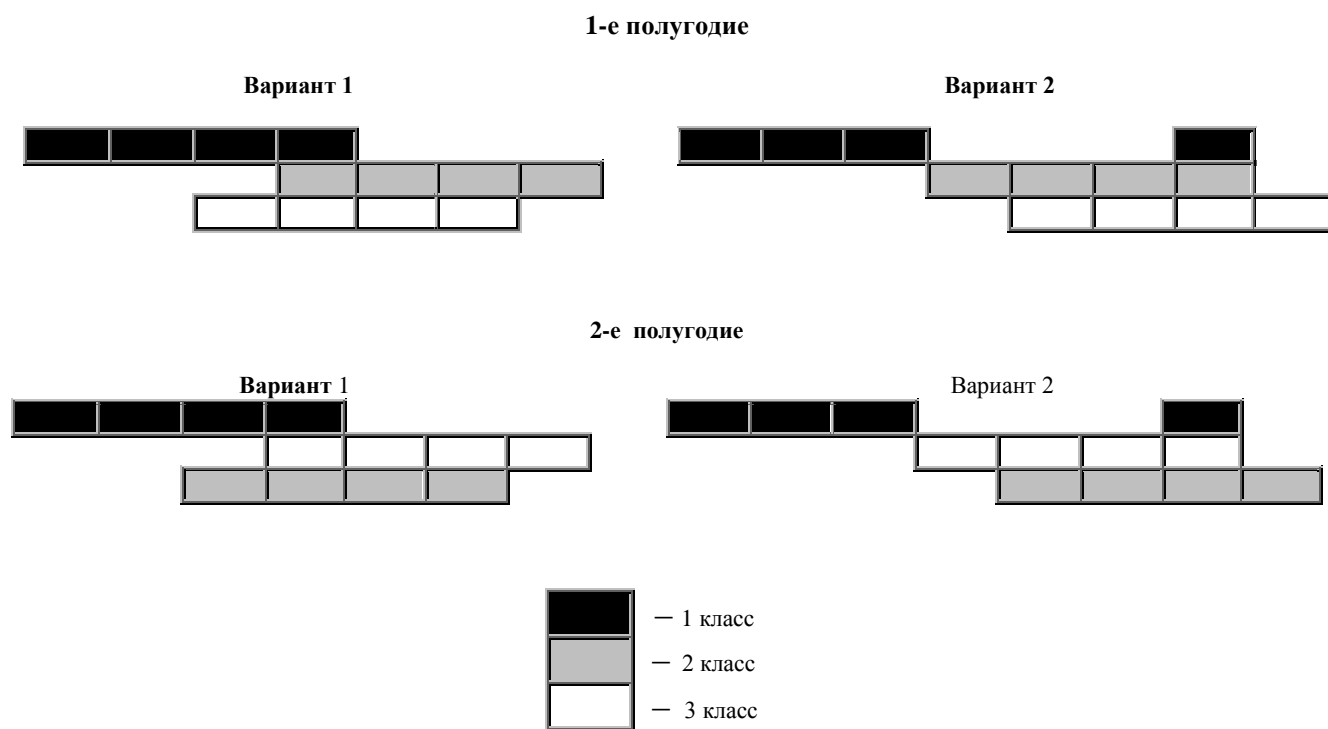 1-е полугодие
Вариант 1
Вариант 2
2-е полугодие
Вариант 1
Вариант 2
— 1 класс
— 2 класс
— 3 класс